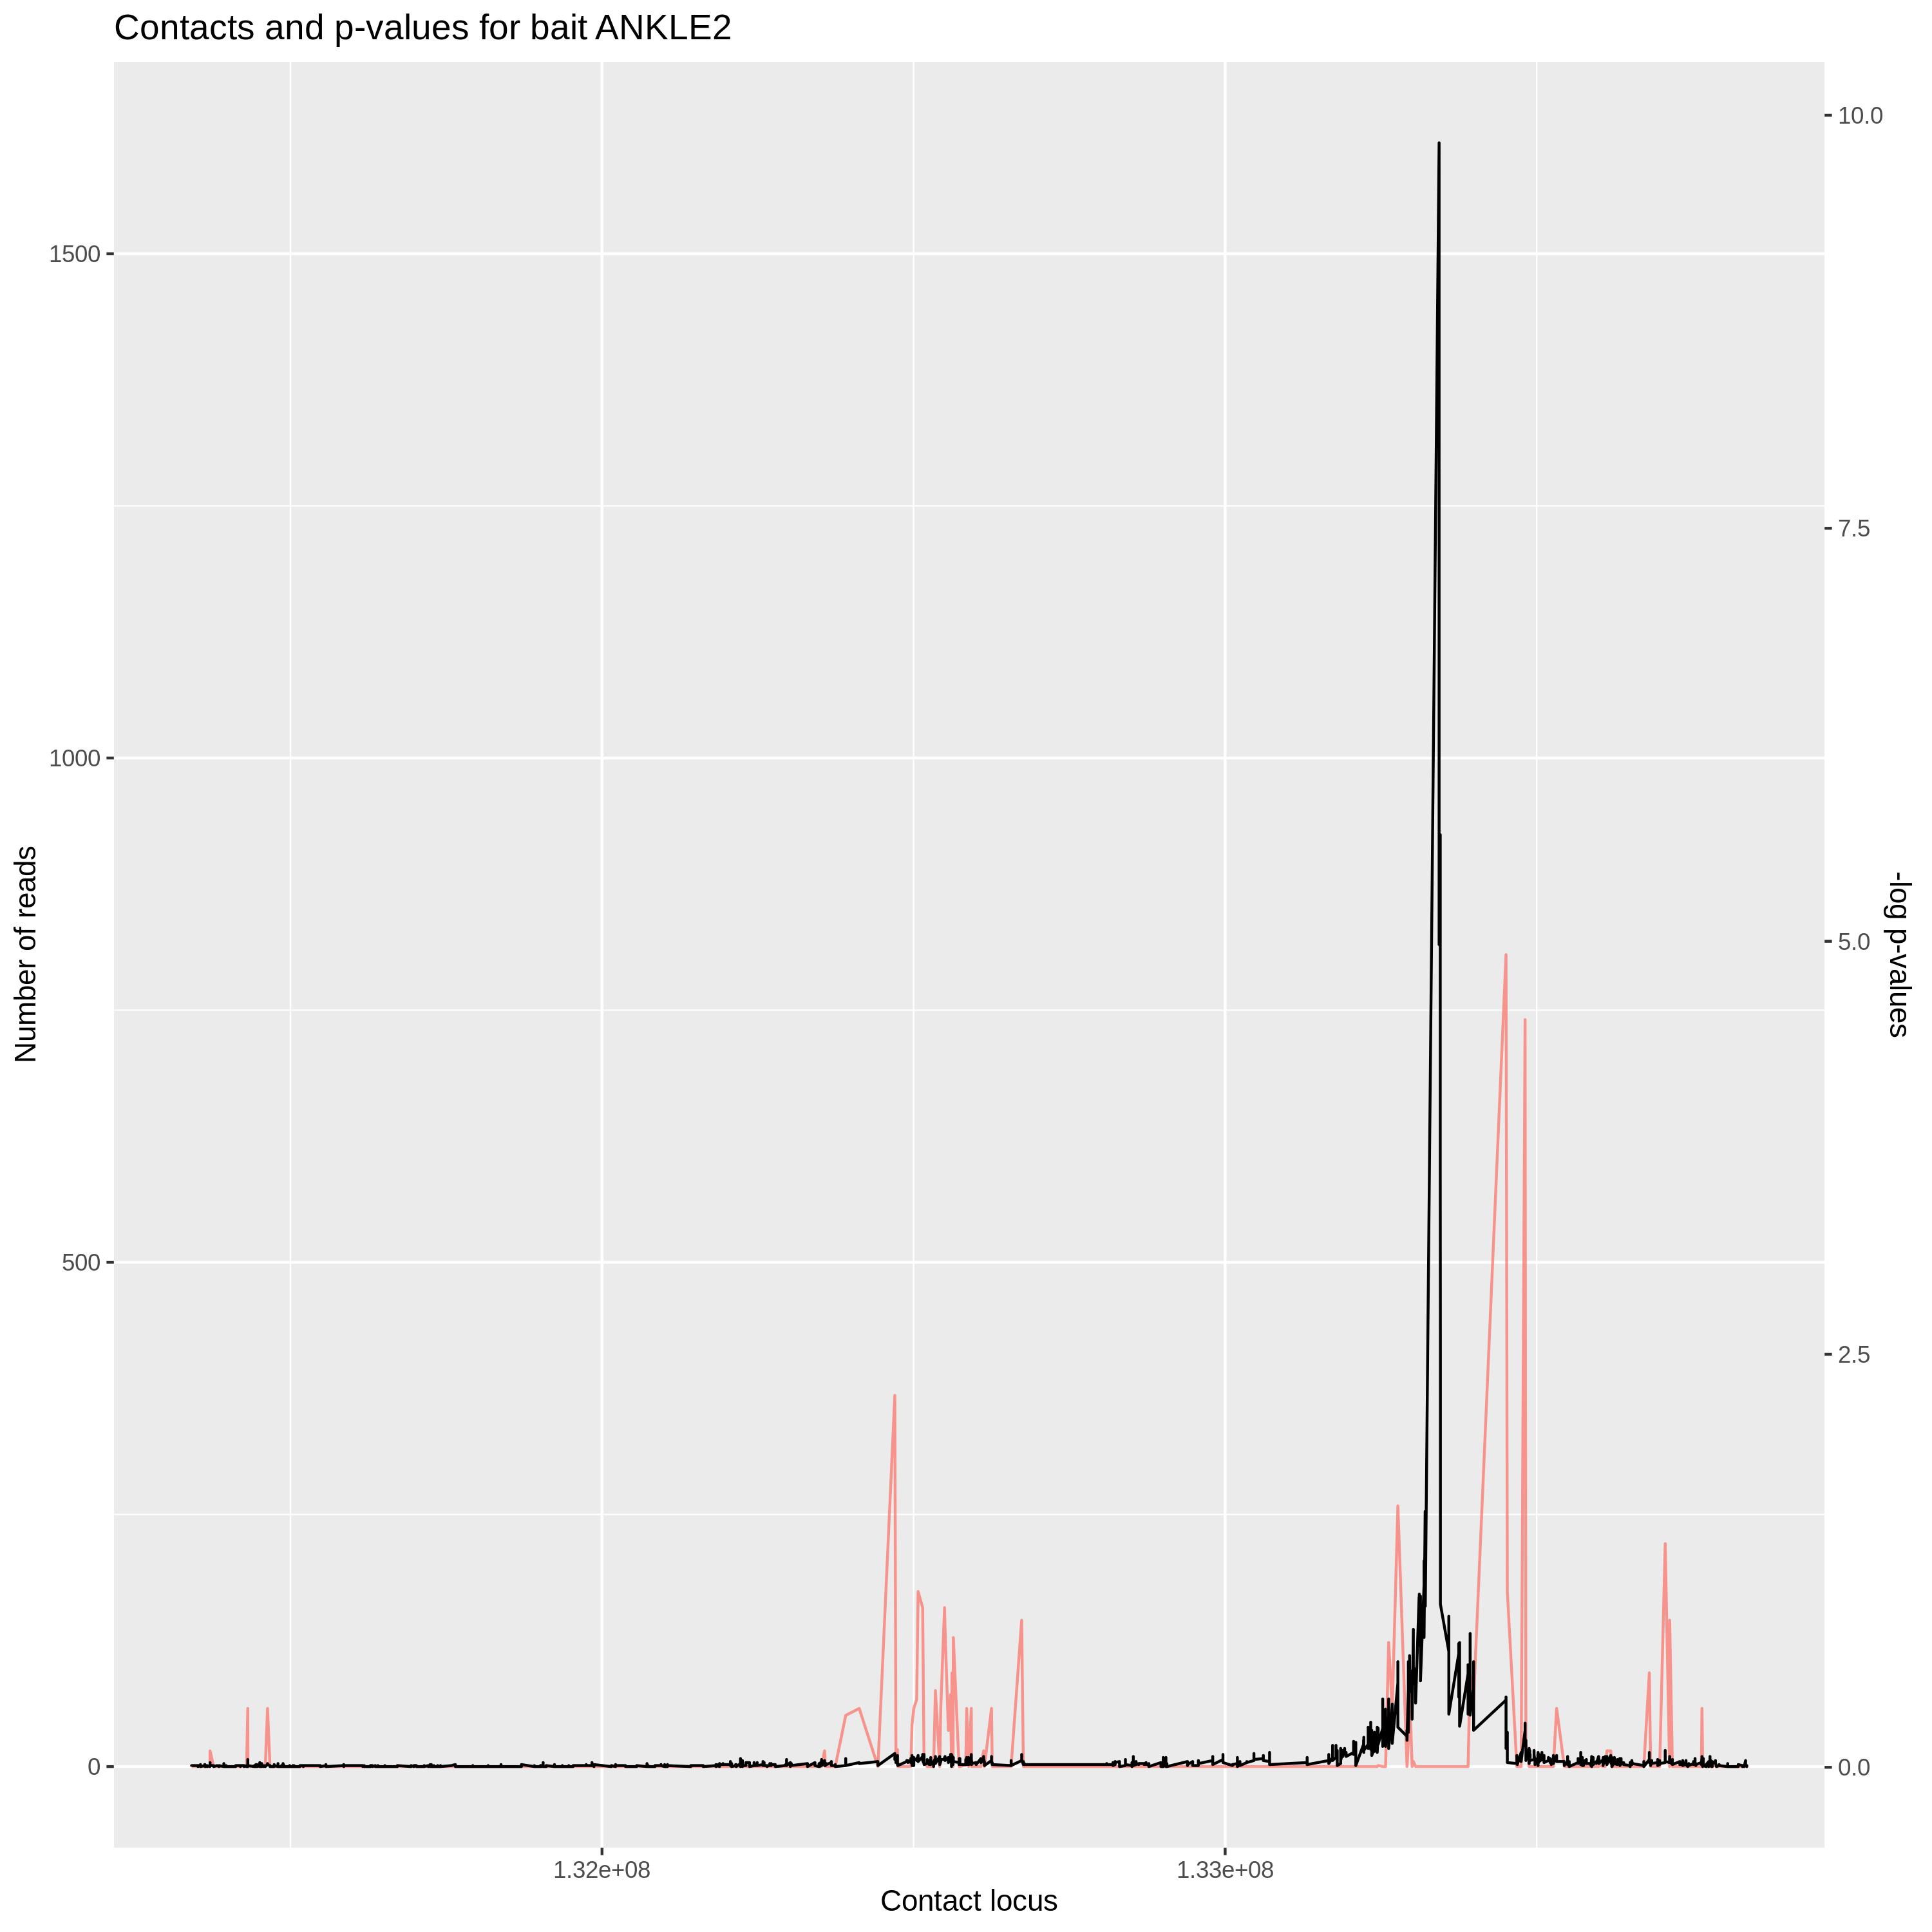 Contacts and p-values for bait ANKLE2
10.0
1500
7.5
1000
5.0
Number of reads
-log p-values
500
2.5
0
0.0
1.32e+08
1.33e+08
Contact locus